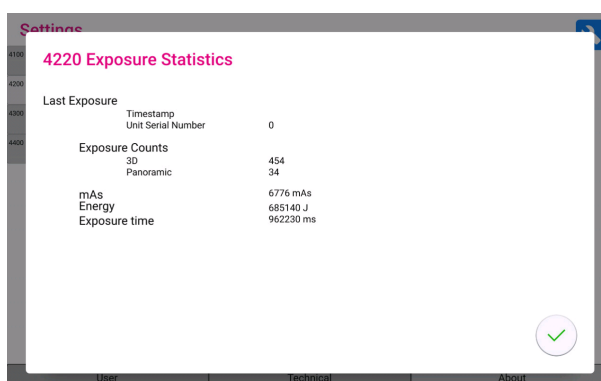 Settings
4100
4200
4300
4400
4220 Exposure Statistics
Last Exposure
Timestamp
Unit Serial Number 0
Exposure Counts
3D 454
Panoramic 34
mAs 6776 mAs
Energy 685140 J
Exposure time 962230 ms
User Technical About